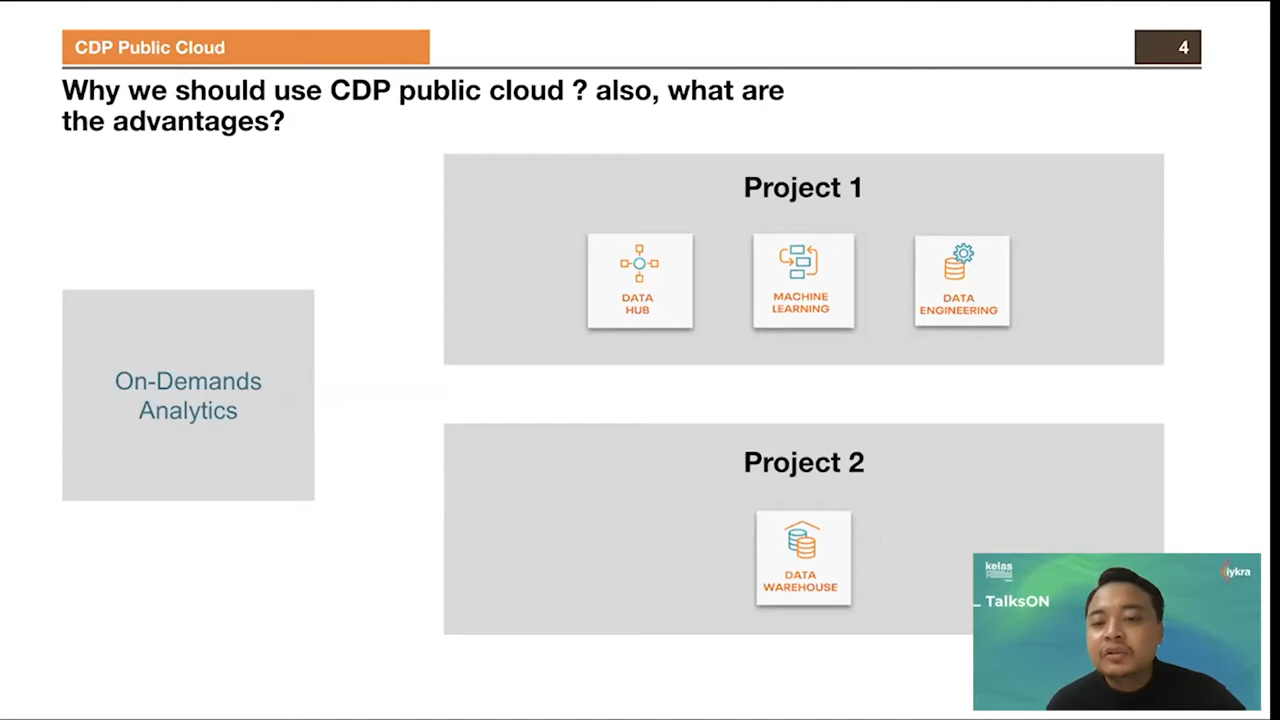 CDP Public Cloud
4
Why we should use CDP public cloud ? also, what are
the advantages?
Project 1
DATA
HUB
MACHINE
LEARNING
DATA
ENGINEERING
On-Demands
Analytics
Project 2
DATA
WAREHOUSE
kelas
iykra
TalksON